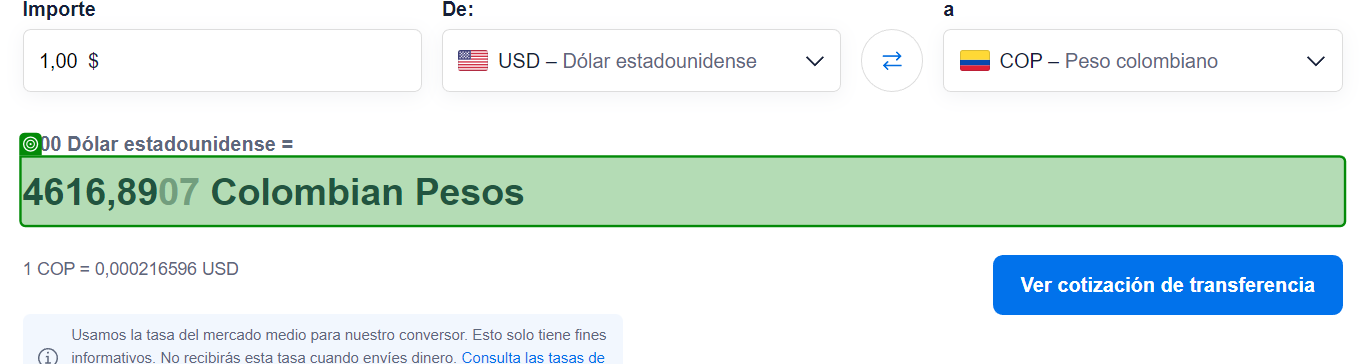 Importe De: a
1,00 $ USD – Dólar estadounidense COP – Peso colombiano
00 Dólar estadounidense =
4616,8907 Colombian Pesos
1 COP = 0,000216596 USD
Ver cotización de transferencia
Usamos la tasa del mercado medio para nuestro conversor. Esto solo tiene fines
informativos. No recibirás esta tasa cuando envíes dinero. Consulta las tasas de